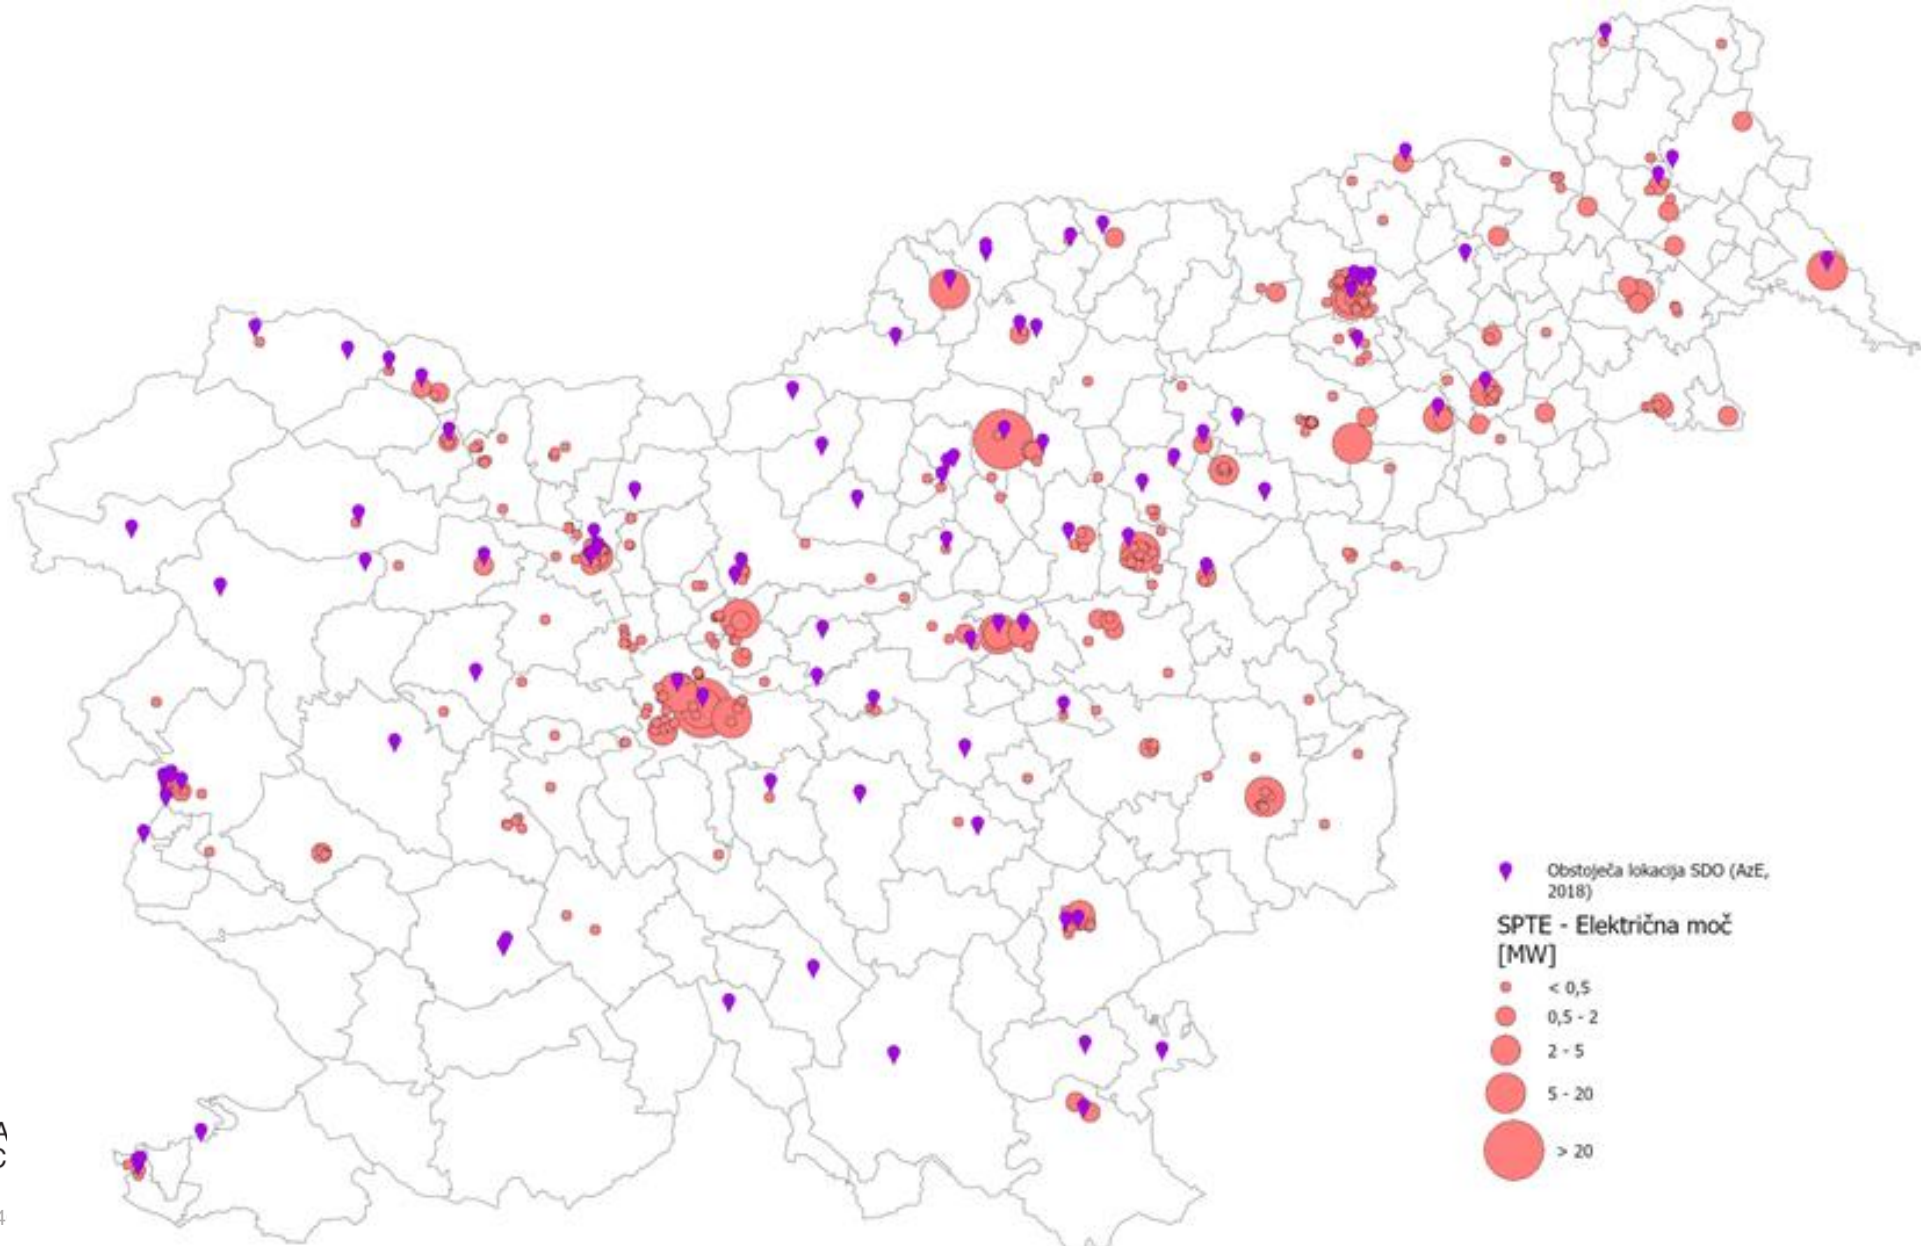 Obstoječa lokacija SDO (AzE,
2018)
SPTE - Električna moč
[MW]
< 0,5
0,5 - 2
2 - 5
5 - 20
> 20
A
C
4